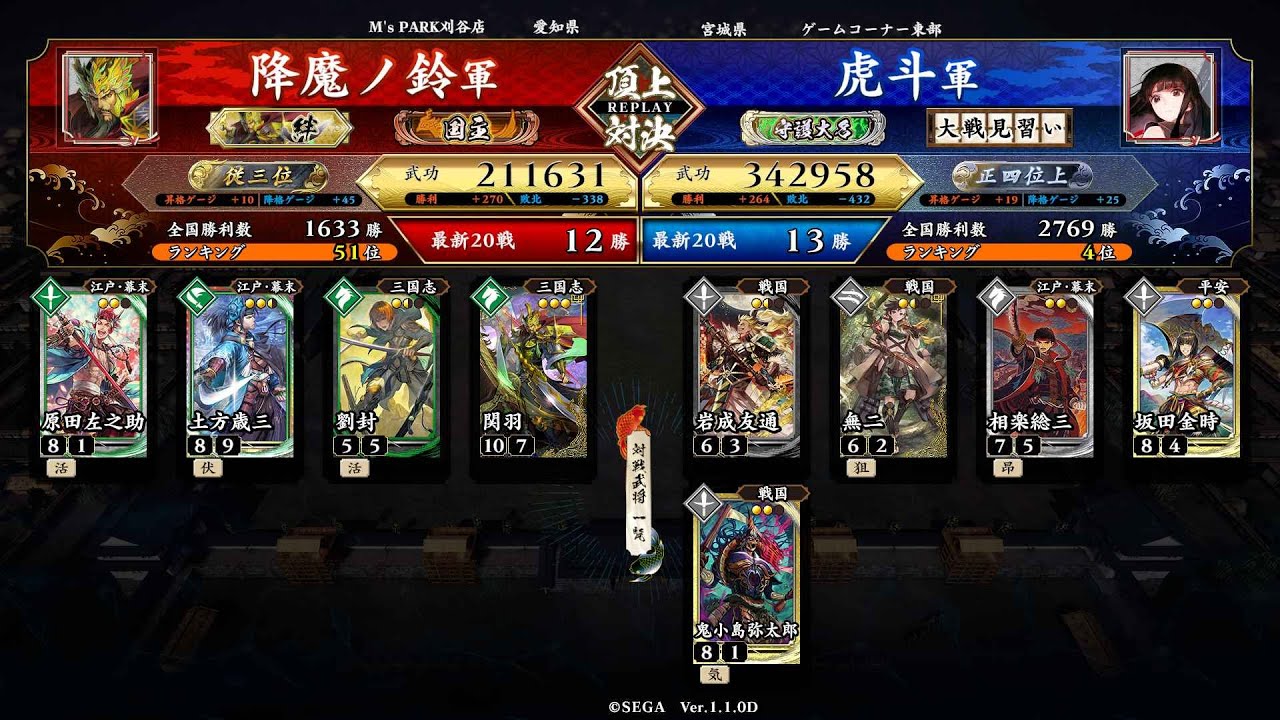 M's PARK刈谷店 愛知県
宮城県 ゲームコーナー東部
降魔ノ鈴軍
頂上
REPLAY
対決
虎斗軍
絆
国主
守護大名
大戦見習い
従三位
昇格ゲージ +10 降格ゲージ +45
武功 211631
勝利 +270 敗北 -338
武功 342958
勝利 +264 敗北 -432
正四位上
昇格ゲージ +19 降格ゲージ +25
全国勝利数 1633勝
ランキング 51位
最新20戦 12勝
最新20戦 13勝
全国勝利数 2769勝
ランキング 4位
江戸・幕末
原田左之助
8 1
活
江戸・幕末
土方歳三
8 9
伏
三国志
劉封
5 5
活
三国志
関羽
10 7
戦国
岩成友通
6 3
戦国
無二
6 2
狙
江戸・幕末
相楽総三
7 5
昂
平安
坂田金時
8 4
対戦武将一覧
戦国
鬼小島弥太郎
8 1
気
©SEGA Ver.1.1.0D